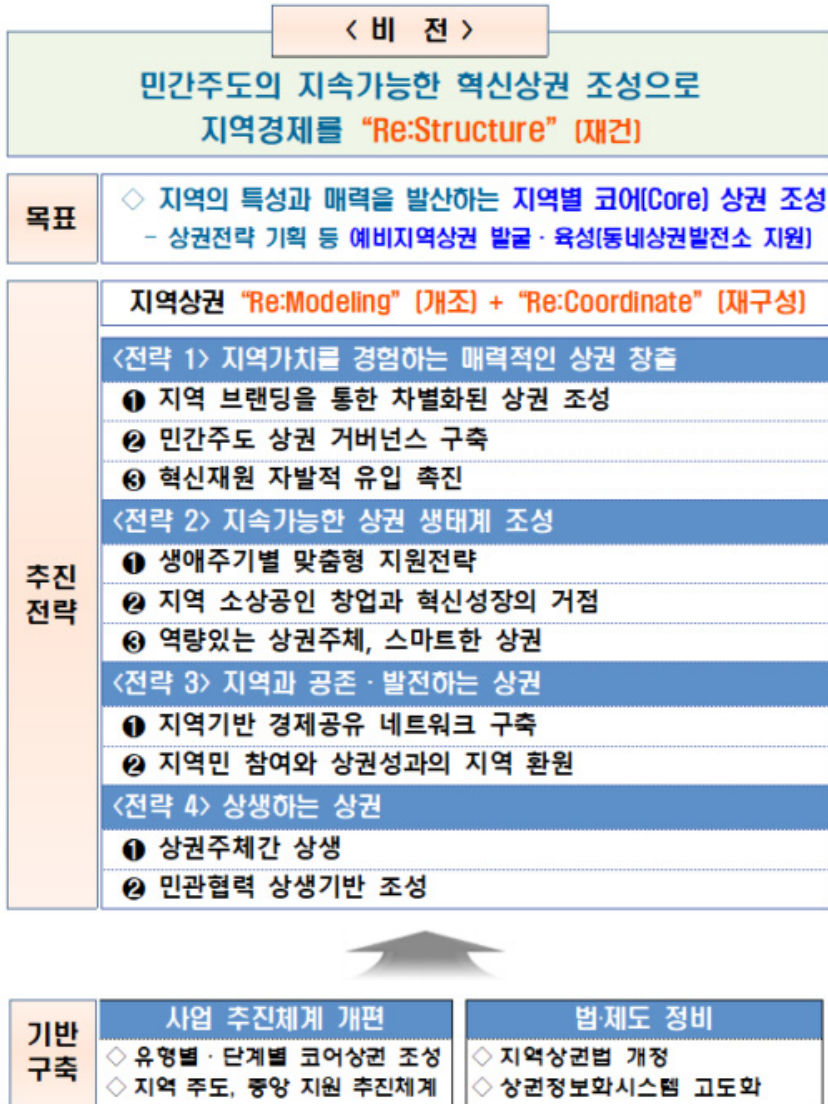 < 비 전 >
민간주도의 지속가능한 혁신상권 조성으로
지역경제를 “Re:Structure” (재건)
목표
◇ 지역의 특성과 매력을 발산하는 지역별 코어(Core) 상권 조성
- 상권전략 기획 등 예비지역상권 발굴·육성(동네상권발전소 지원)
추진
전략
지역상권 “Re:Modeling” (개조) + “Re:Coordinate” (재구성)
<전략 1> 지역가치를 경험하는 매력적인 상권 창출
❶ 지역 브랜딩을 통한 차별화된 상권 조성
❷ 민간주도 상권 거버넌스 구축
❸ 혁신재원 자발적 유입 촉진
<전략 2> 지속가능한 상권 생태계 조성
❶ 생애주기별 맞춤형 지원전략
❷ 지역 소상공인 창업과 혁신성장의 거점
❸ 역량있는 상권주체, 스마트한 상권
<전략 3> 지역과 공존·발전하는 상권
❶ 지역기반 경제공유 네트워크 구축
❷ 지역민 참여와 상권성과의 지역 환원
<전략 4> 상생하는 상권
❶ 상권주체간 상생
❷ 민관협력 상생기반 조성
기반
구축
사업 추진체계 개편
◇ 유형별·단계별 코어상권 조성
◇ 지역 주도, 중앙 지원 추진체계
법·제도 정비
◇ 지역상권법 개정
◇ 상권정보화시스템 고도화